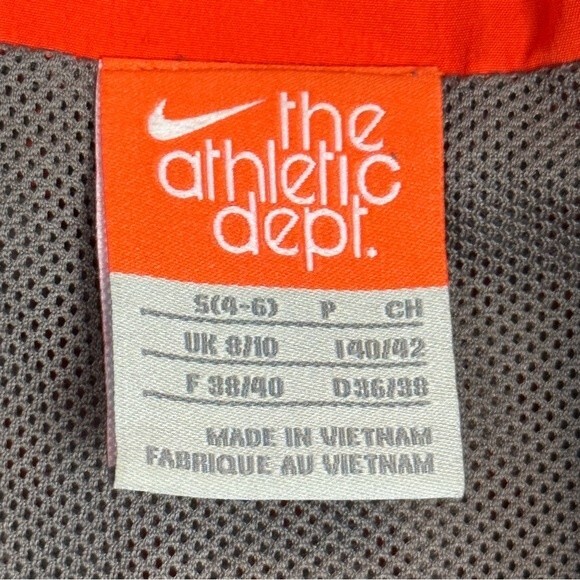 the
athletic
dept.
S(4-6) P CH
UK 8/10 I40/42
F 38/40 D36/38
MADE IN VIETNAM
FABRIQUE AU VIETNAM